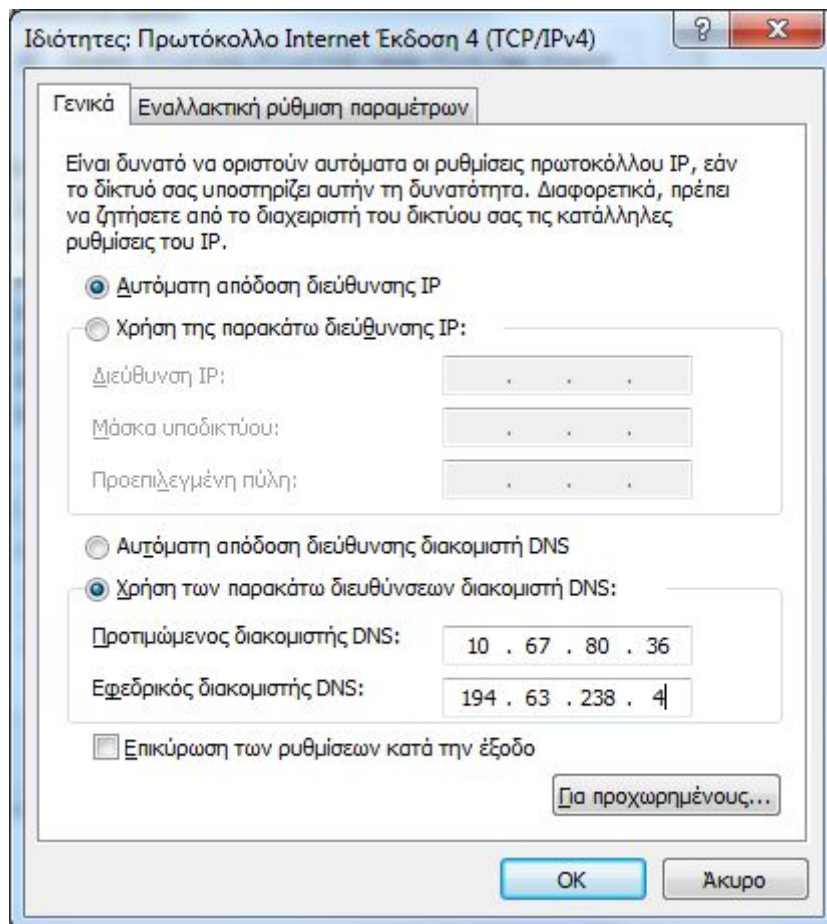 Ιδιότητες: Πρωτόκολλο Internet Έκδοση 4 (TCP/IPv4)
Γενικά
Εναλλακτική ρύθμιση παραμέτρων
Είναι δυνατό να οριστούν αυτόματα οι ρυθμίσεις πρωτοκόλλου IP, εάν
το δίκτυό σας υποστηρίζει αυτήν τη δυνατότητα. Διαφορετικά, πρέπει
να ζητήσετε από το διαχειριστή του δικτύου σας τις κατάλληλες
ρυθμίσεις του IP.
Αυτόματη απόδοση διεύθυνσης IP
Χρήση της παρακάτω διεύθυνσης IP:
Διεύθυνση IP: . . .
Μάσκα υποδικτύου: . . .
Προεπιλεγμένη πύλη: . . .
Αυτόματη απόδοση διεύθυνσης διακομιστή DNS
Χρήση των παρακάτω διευθύνσεων διακομιστή DNS:
Προτιμώμενος διακομιστής DNS: 10 . 67 . 80 . 36
Εφεδρικός διακομιστής DNS: 194 . 63 . 238 . 4
Επικύρωση των ρυθμίσεων κατά την έξοδο
Για προχωρημένους...
OK
Άκυρο